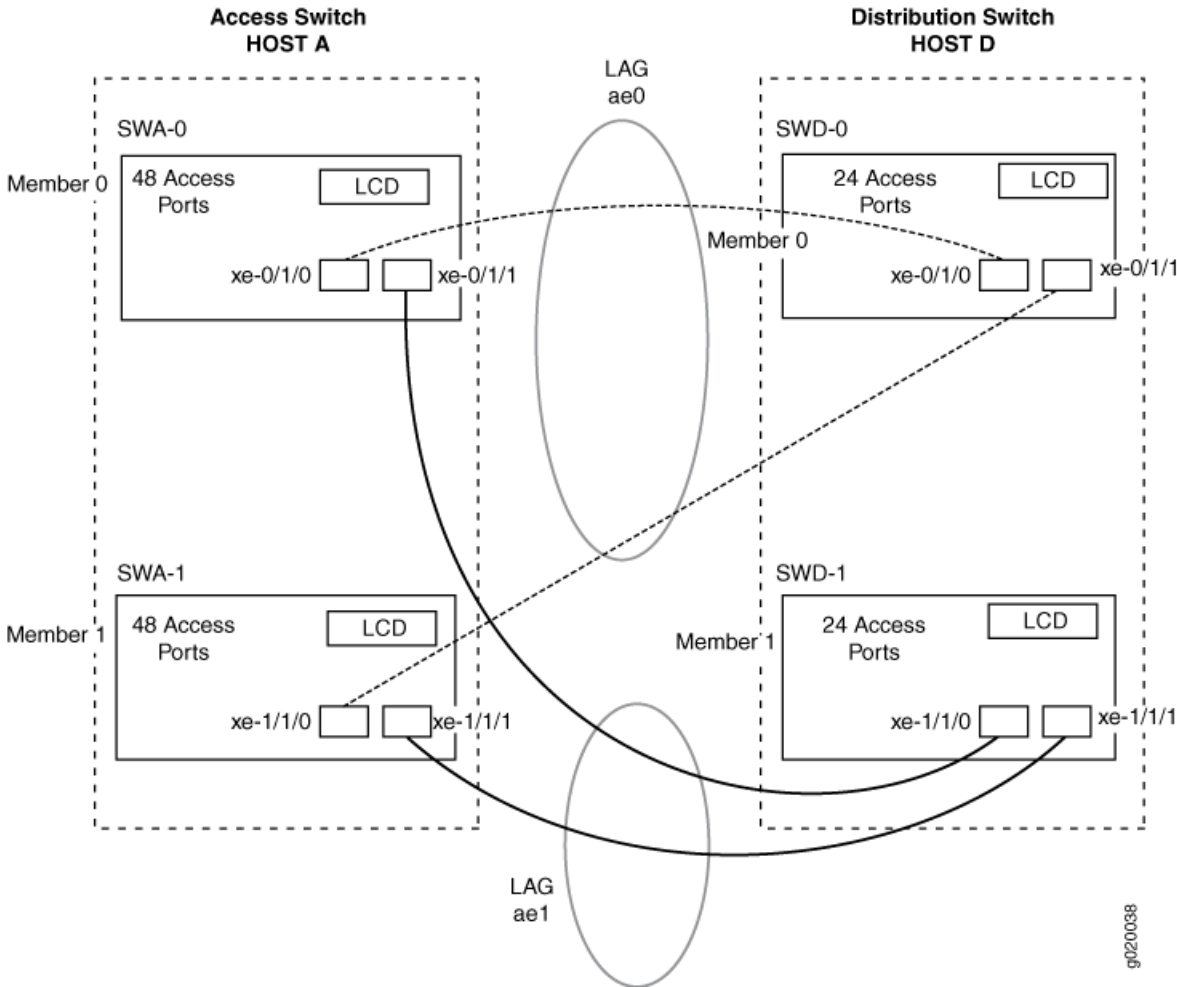 Access Switch
HOST A
Distribution Switch
HOST D
LAG
ae0
SWA-0
Member 0
48 Access
Ports
LCD
xe-0/1/0
xe-0/1/1
SWD-0
Member 0
24 Access
Ports
LCD
xe-0/1/0
xe-0/1/1
SWA-1
Member 1
48 Access
Ports
LCD
xe-1/1/0
xe-1/1/1
SWD-1
Member 1
24 Access
Ports
LCD
xe-1/1/0
xe-1/1/1
LAG
ae1
g020038